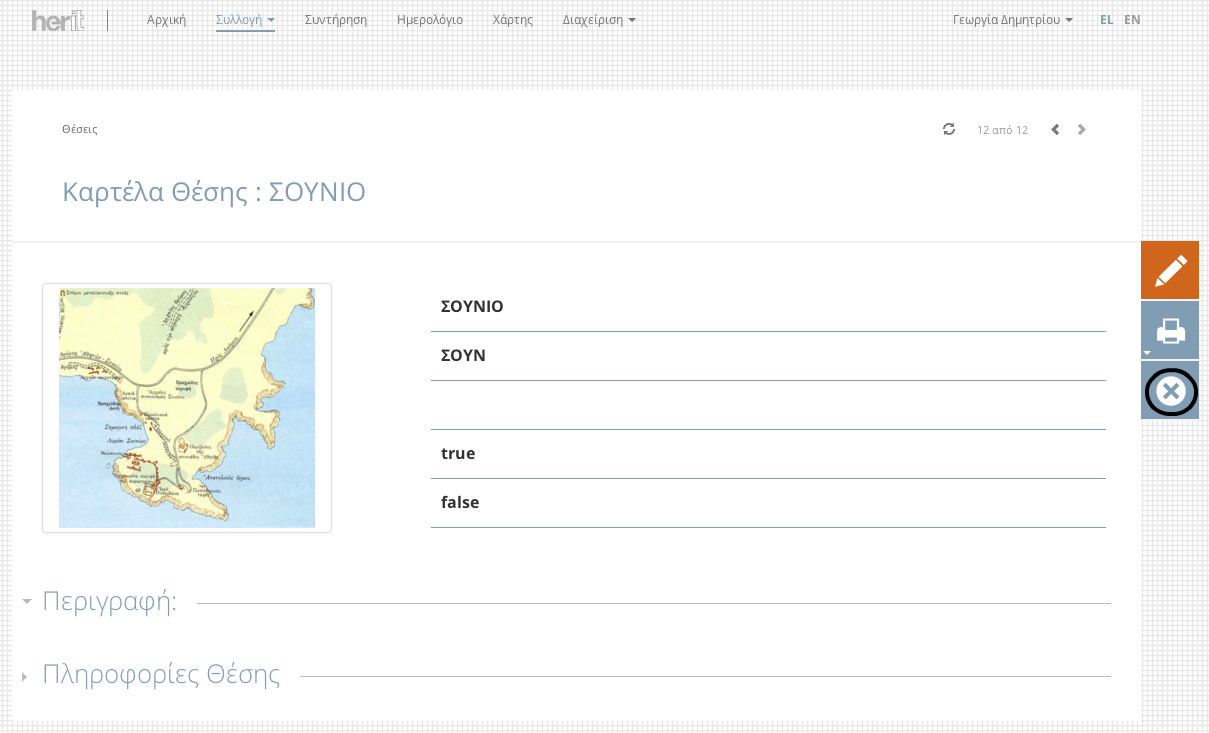 herit Αρχική Συλλογή Συντήρηση Ημερολόγιο Χάρτης Διαχείριση Γεωργία Δημητρίου EL EN
Θέσεις 12 από 12
Καρτέλα Θέσης : ΣΟΥΝΙΟ
ΣΟΥΝΙΟ
ΣΟΥΝ
true
false
Περιγραφή:
Πληροφορίες Θέσης